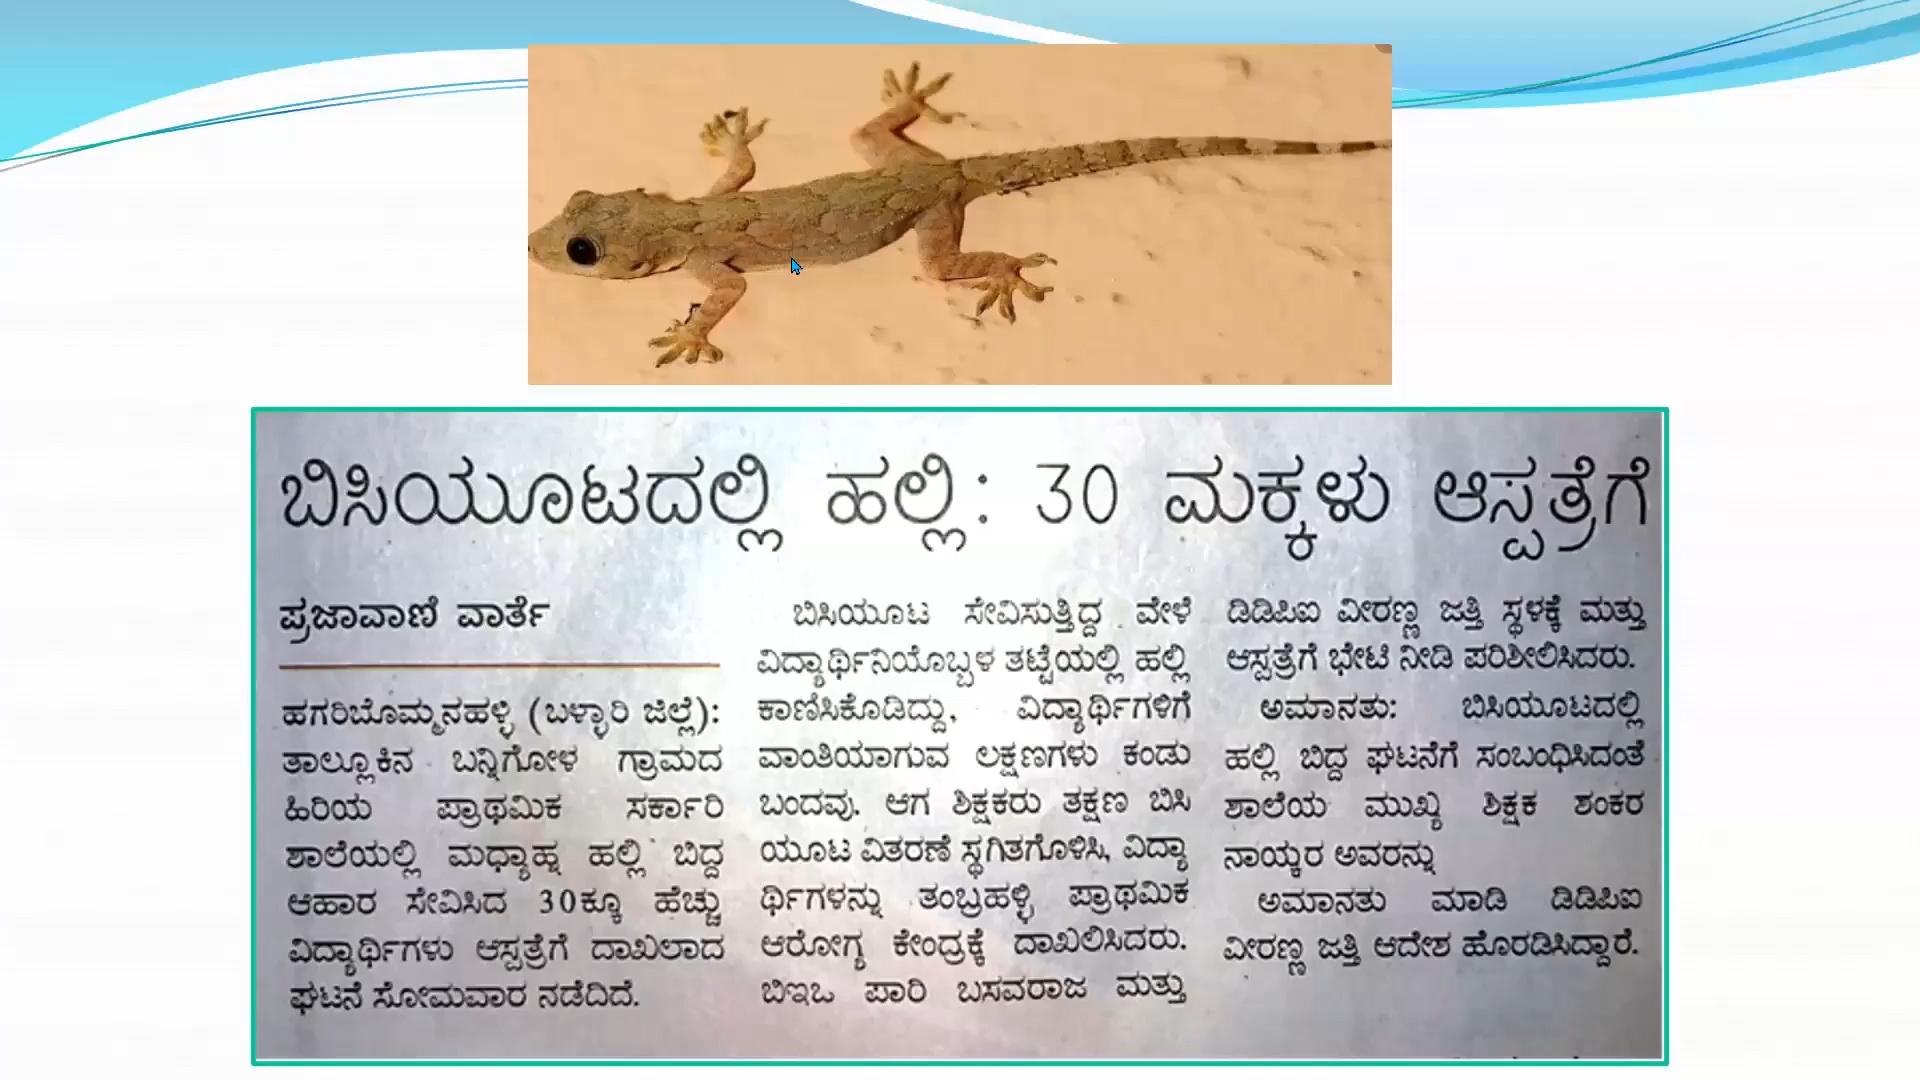 ಬಿಸಿಯೂಟದಲ್ಲಿ ಹಲ್ಲಿ: 30 ಮಕ್ಕಳು ಆಸ್ಪತ್ರೆಗೆ
ಪ್ರಜಾವಾಣಿ ವಾರ್ತೆ
ಹಗರಿಬೊಮ್ಮನಹಳ್ಳಿ (ಬಳ್ಳಾರಿ ಜಿಲ್ಲೆ):
ತಾಲ್ಲೂಕಿನ ಬನ್ನಿಗೋಳ ಗ್ರಾಮದ
ಹಿರಿಯ ಪ್ರಾಥಮಿಕ ಸರ್ಕಾರಿ
ಶಾಲೆಯಲ್ಲಿ ಮಧ್ಯಾಹ್ನ ಹಲ್ಲಿ ಬಿದ್ದ
ಆಹಾರ ಸೇವಿಸಿದ 30ಕ್ಕೂ ಹೆಚ್ಚು
ವಿದ್ಯಾರ್ಥಿಗಳು ಆಸ್ಪತ್ರೆಗೆ ದಾಖಲಾದ
ಘಟನೆ ಸೋಮವಾರ ನಡೆದಿದೆ.
ಬಿಸಿಯೂಟ ಸೇವಿಸುತ್ತಿದ್ದ ವೇಳೆ
ವಿದ್ಯಾರ್ಥಿನಿಯೊಬ್ಬಳ ತಟ್ಟೆಯಲ್ಲಿ ಹಲ್ಲಿ
ಕಾಣಿಸಿಕೊಡಿದ್ದು, ವಿದ್ಯಾರ್ಥಿಗಳಿಗೆ
ವಾಂತಿಯಾಗುವ ಲಕ್ಷಣಗಳು ಕಂಡು
ಬಂದವು. ಆಗ ಶಿಕ್ಷಕರು ತಕ್ಷಣ ಬಿಸಿ
ಯೂಟ ವಿತರಣೆ ಸ್ಥಗಿತಗೊಳಿಸಿ, ವಿದ್ಯಾ
ರ್ಥಿಗಳನ್ನು ತಂಬ್ರಹಳ್ಳಿ ಪ್ರಾಥಮಿಕ
ಆರೋಗ್ಯ ಕೇಂದ್ರಕ್ಕೆ ದಾಖಲಿಸಿದರು.
ಬಿಇಒ ಪಾರಿ ಬಸವರಾಜ ಮತ್ತು
ಡಿಡಿಪಿಐ ವೀರಣ್ಣ ಜತ್ತಿ ಸ್ಥಳಕ್ಕೆ ಮತ್ತು
ಆಸ್ಪತ್ರೆಗೆ ಭೇಟಿ ನೀಡಿ ಪರಿಶೀಲಿಸಿದರು.
ಅಮಾನತು: ಬಿಸಿಯೂಟದಲ್ಲಿ
ಹಲ್ಲಿ ಬಿದ್ದ ಘಟನೆಗೆ ಸಂಬಂಧಿಸಿದಂತೆ
ಶಾಲೆಯ ಮುಖ್ಯ ಶಿಕ್ಷಕ ಶಂಕರ
ನಾಯ್ಕರ ಅವರನ್ನು
ಅಮಾನತು ಮಾಡಿ ಡಿಡಿಪಿಐ
ವೀರಣ್ಣ ಜತ್ತಿ ಆದೇಶ ಹೊರಡಿಸಿದ್ದಾರೆ.